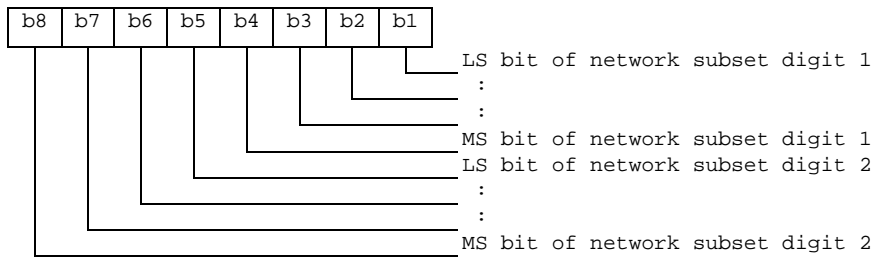 b8 b7 b6 b5 b4 b3 b2 b1
LS bit of network subset digit 1
:
:
MS bit of network subset digit 1
LS bit of network subset digit 2
:
:
MS bit of network subset digit 2